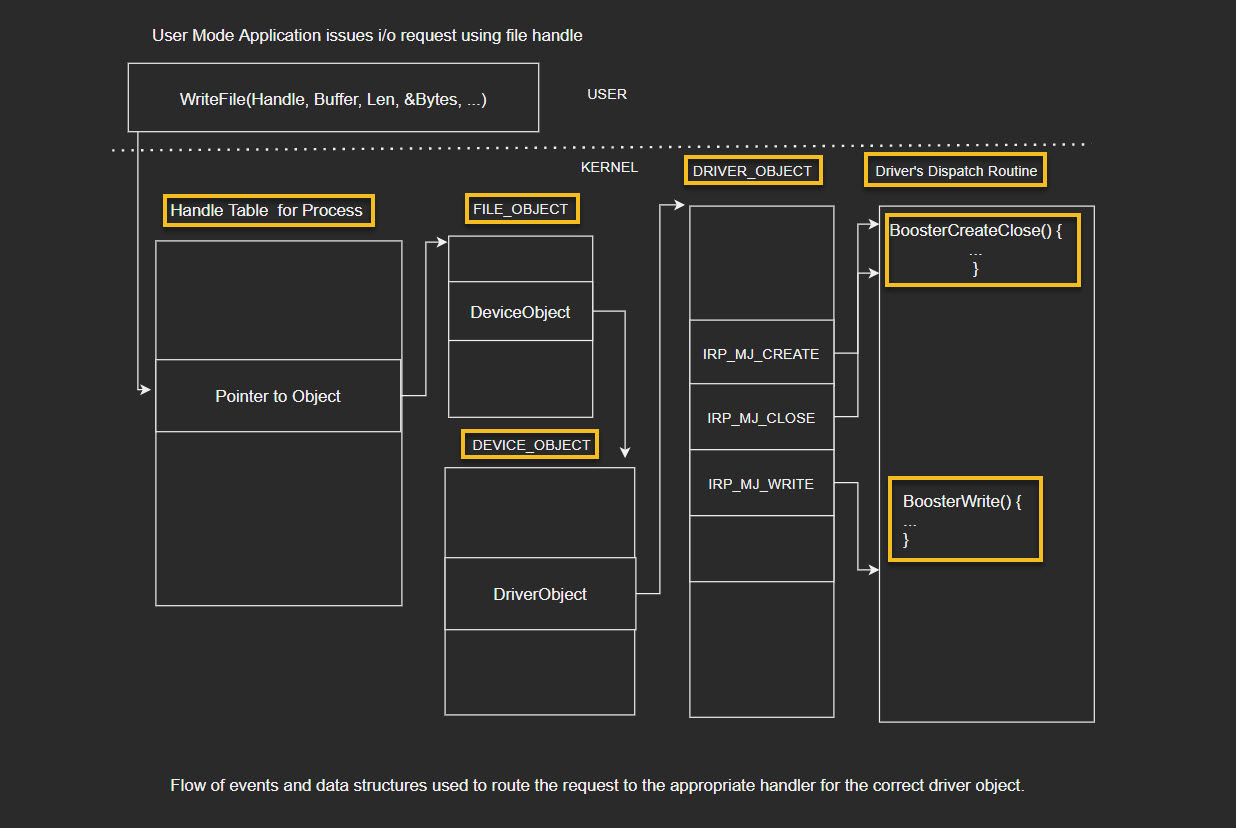 User Mode Application issues i/o request using file handle
WriteFile(Handle, Buffer, Len, &Bytes, ...)
USER
KERNEL
DRIVER_OBJECT
Driver's Dispatch Routine
Handle Table for Process
FILE_OBJECT
BoosterCreateClose() {
...
}
DeviceObject
IRP_MJ_CREATE
Pointer to Object
IRP_MJ_CLOSE
DEVICE_OBJECT
IRP_MJ_WRITE
BoosterWrite() {
...
}
DriverObject
Flow of events and data structures used to route the request to the appropriate handler for the correct driver object.